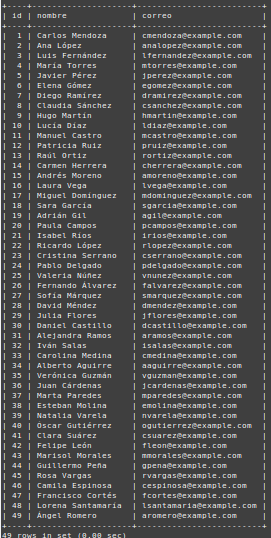 +----+--------------------+------------------------+
| id | nombre             | correo                 |
+----+--------------------+------------------------+
|  1 | Carlos Mendoza     | cmendoza@example.com   |
|  2 | Ana López          | analopez@example.com   |
|  3 | Luis Fernández     | lfernandez@example.com |
|  4 | María Torres       | mtorres@example.com    |
|  5 | Javier Pérez       | jperez@example.com     |
|  6 | Elena Gómez        | egomez@example.com     |
|  7 | Diego Ramírez      | dramirez@example.com   |
|  8 | Claudia Sánchez    | csanchez@example.com   |
|  9 | Hugo Martín        | hmartin@example.com    |
| 10 | Lucía Díaz         | ldiaz@example.com      |
| 11 | Manuel Castro      | mcastro@example.com    |
| 12 | Patricia Ruiz      | pruiz@example.com      |
| 13 | Raúl Ortiz         | rortiz@example.com     |
| 14 | Carmen Herrera     | cherrera@example.com   |
| 15 | Andrés Moreno      | amoreno@example.com    |
| 16 | Laura Vega         | lvega@example.com      |
| 17 | Miguel Domínguez   | mdominguez@example.com |
| 18 | Sara García        | sgarcia@example.com    |
| 19 | Adrián Gil         | agil@example.com       |
| 20 | Paula Campos       | pcampos@example.com    |
| 21 | Isabel Ríos        | irios@example.com      |
| 22 | Ricardo López      | rlopez@example.com     |
| 23 | Cristina Serrano   | cserrano@example.com   |
| 24 | Pablo Delgado      | pdelgado@example.com   |
| 25 | Valeria Núñez      | vnunez@example.com     |
| 26 | Fernando Álvarez   | falvarez@example.com   |
| 27 | Sofía Márquez      | smarquez@example.com   |
| 28 | David Méndez       | dmendez@example.com    |
| 29 | Julia Flores       | jflores@example.com    |
| 30 | Daniel Castillo    | dcastillo@example.com  |
| 31 | Alejandra Ramos    | aramos@example.com     |
| 32 | Iván Salas         | isalas@example.com     |
| 33 | Carolina Medina    | cmedina@example.com    |
| 34 | Alberto Aguirre    | aaguirre@example.com   |
| 35 | Verónica Guzmán    | vguzman@example.com    |
| 36 | Juan Cárdenas      | jcardenas@example.com  |
| 37 | Marta Paredes      | mparedes@example.com   |
| 38 | Esteban Molina     | emolina@example.com    |
| 39 | Natalia Varela     | nvarela@example.com    |
| 40 | Óscar Gutiérrez    | ogutierrez@example.com |
| 41 | Clara Suárez       | csuarez@example.com    |
| 42 | Felipe León        | fleon@example.com      |
| 43 | Marisol Morales    | mmorales@example.com   |
| 44 | Guillermo Peña     | gpena@example.com      |
| 45 | Rosa Vargas        | rvargas@example.com    |
| 46 | Camila Espinosa    | cespinosa@example.com  |
| 47 | Francisco Cortés   | fcortes@example.com    |
| 48 | Lorena Santamaría  | lsantamaria@example.com |
| 49 | Ángel Romero       | aromero@example.com    |
+----+--------------------+------------------------+
49 rows in set (0.00 sec)